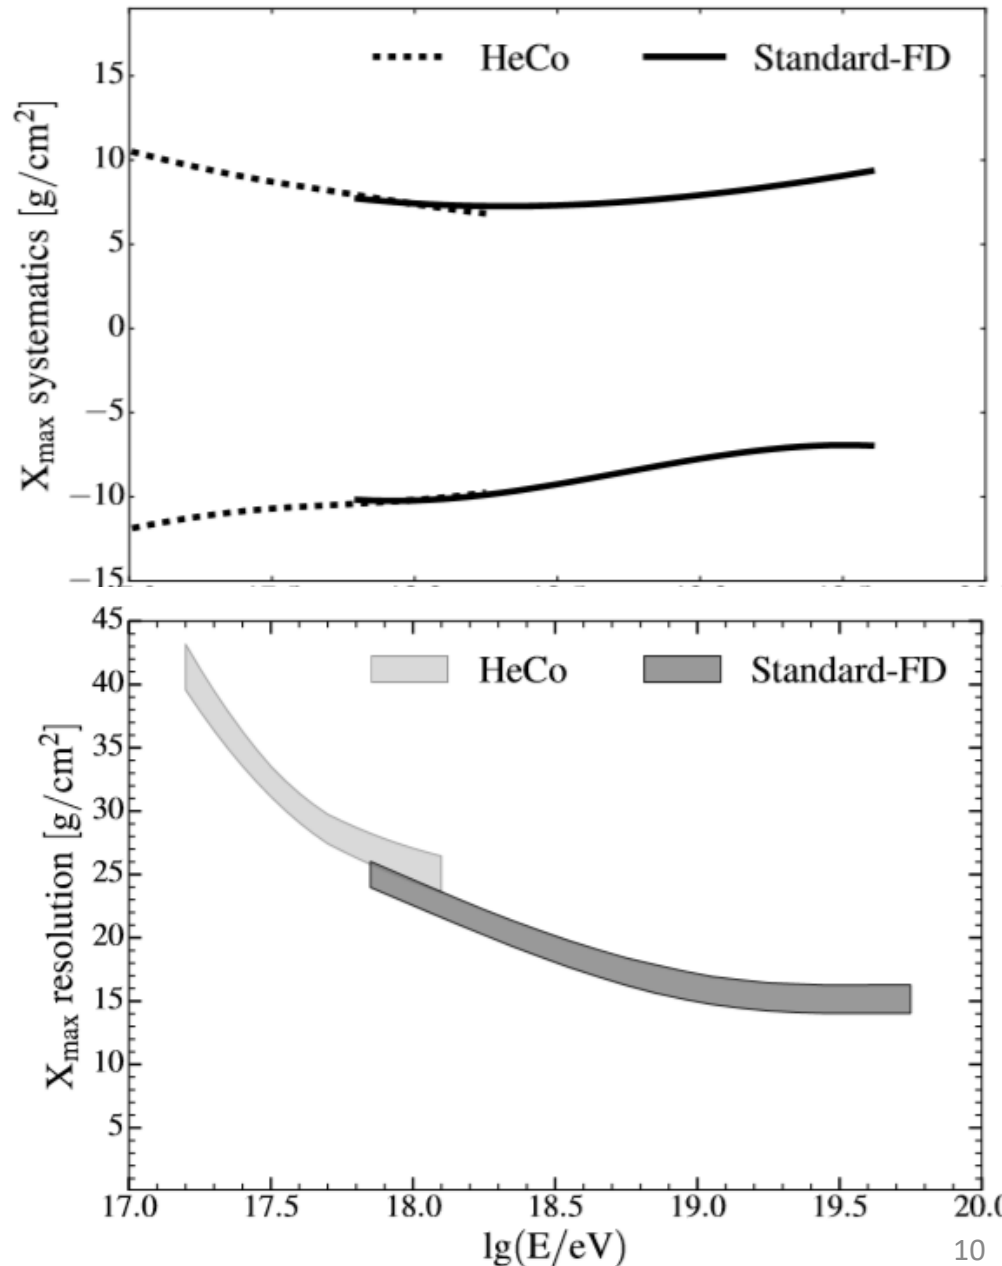 HeCo Standard-FD
X_max systematics [g/cm²]
15
10
5
0
−5
−10
−15
HeCo Standard-FD
X_max resolution [g/cm²]
45
40
35
30
25
20
15
10
5
17.0 17.5 18.0 18.5 19.0 19.5 20.0
lg(E/eV)
10